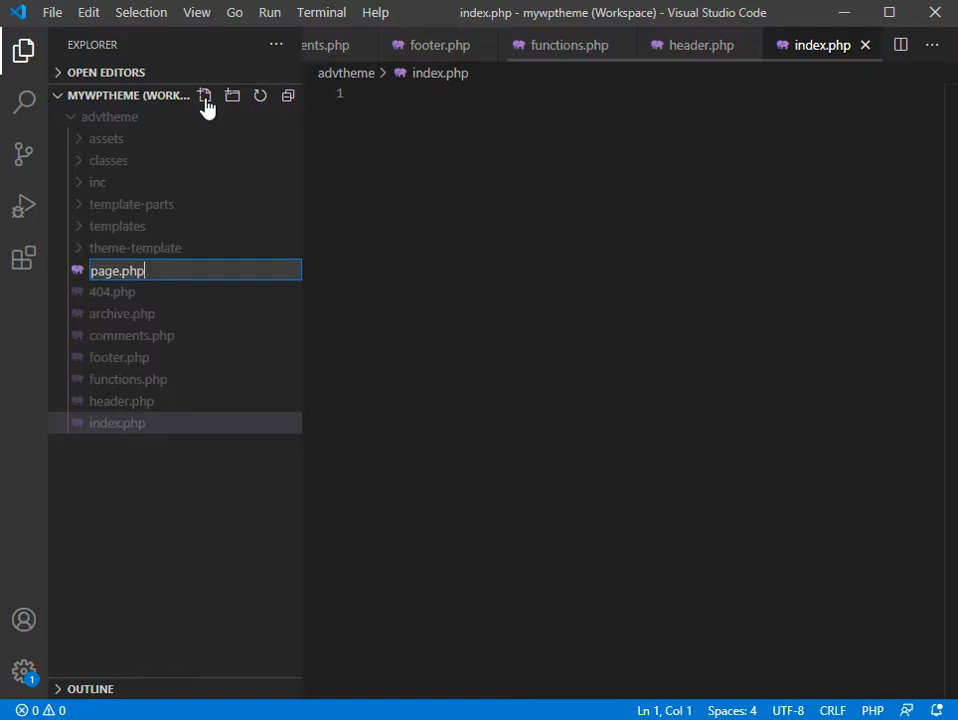 File Edit Selection View Go Run Terminal Help index.php - mywptheme (Workspace) - Visual Studio Code
EXPLORER
ents.php footer.php functions.php header.php index.php
OPEN EDITORS
advtheme > index.php
MYWPTHEME (WORK...
1
advtheme
assets
classes
inc
template-parts
templates
theme-template
page.php
404.php
archive.php
comments.php
footer.php
functions.php
header.php
index.php
1
OUTLINE
0 0 Ln 1, Col 1 Spaces: 4 UTF-8 CRLF PHP